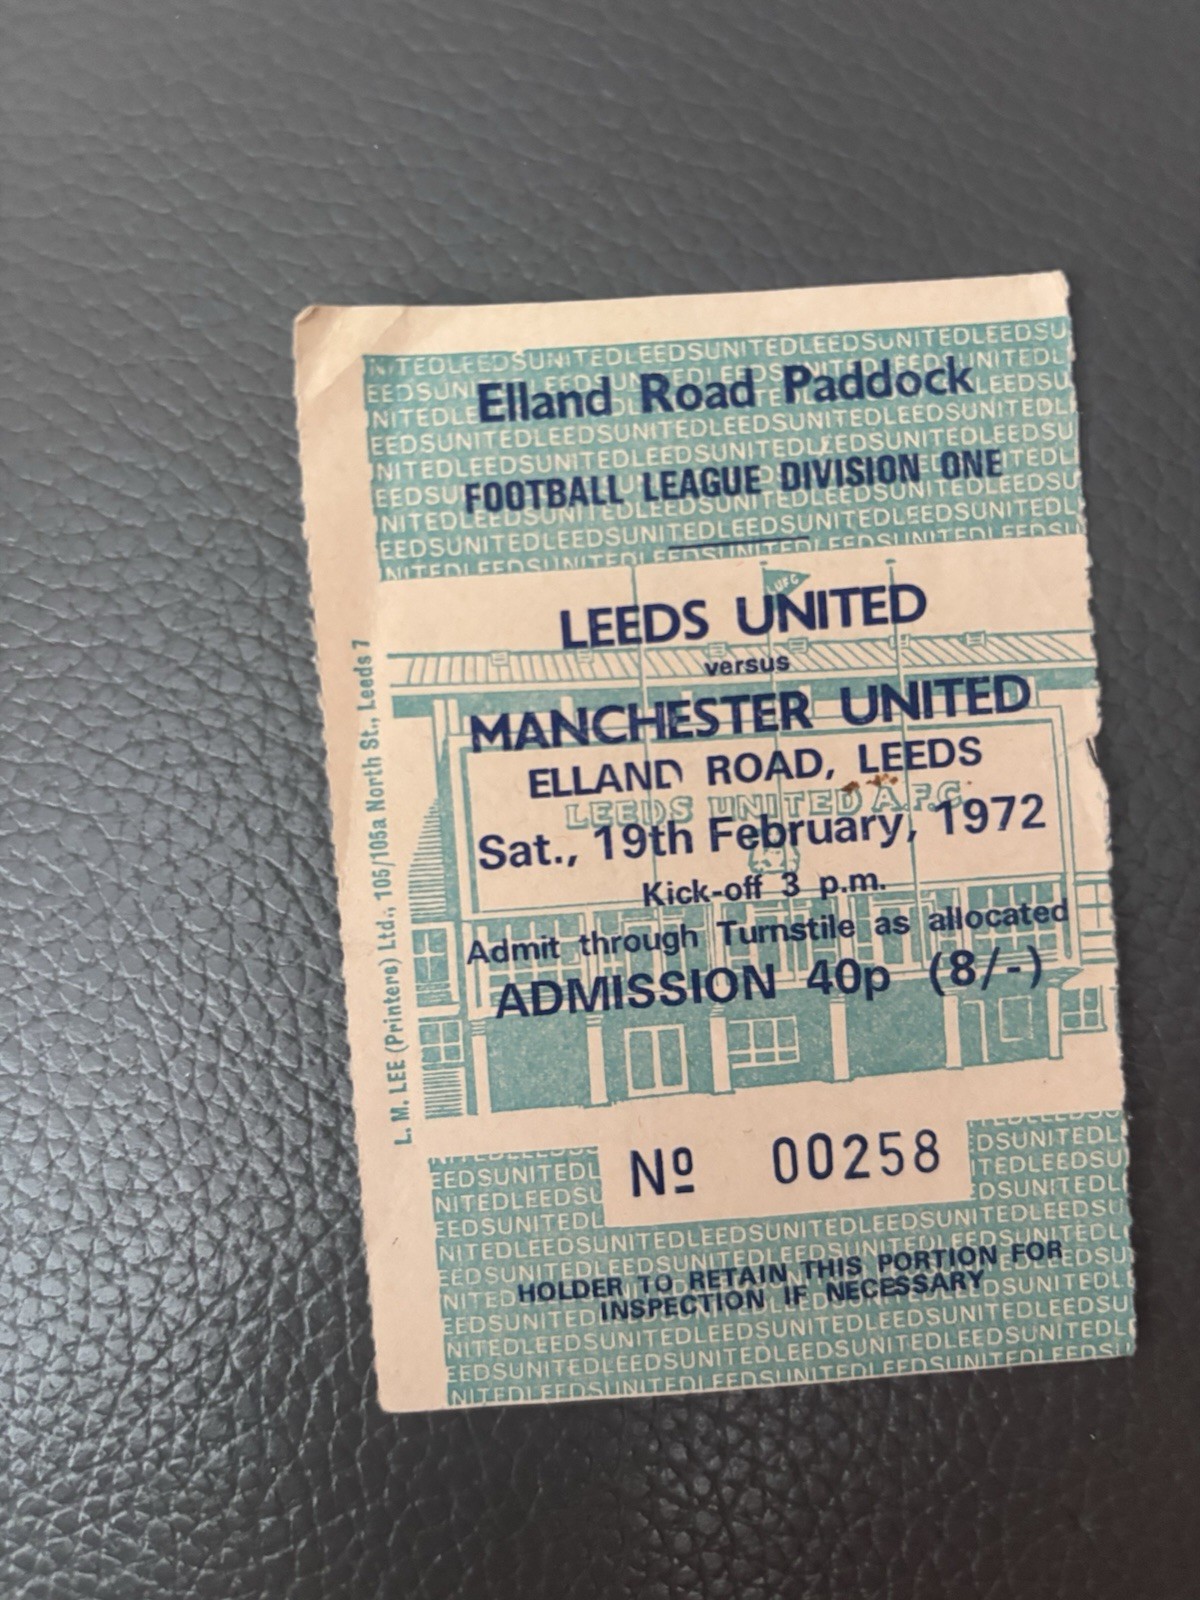 Elland Road Paddock
FOOTBALL LEAGUE DIVISION ONE
LUFC
LEEDS UNITED
versus
MANCHESTER UNITED
ELLAND ROAD, LEEDS
LEEDS UNITED A.F.C.
Sat., 19th February, 1972
Kick-off 3 p.m.
Admit through Turnstile as allocated
ADMISSION 40p (8/-)
Nº 00258
HOLDER TO RETAIN THIS PORTION FOR
INSPECTION IF NECESSARY
L. M. LEE (Printers) Ltd., 105/106a North St., Leeds 7